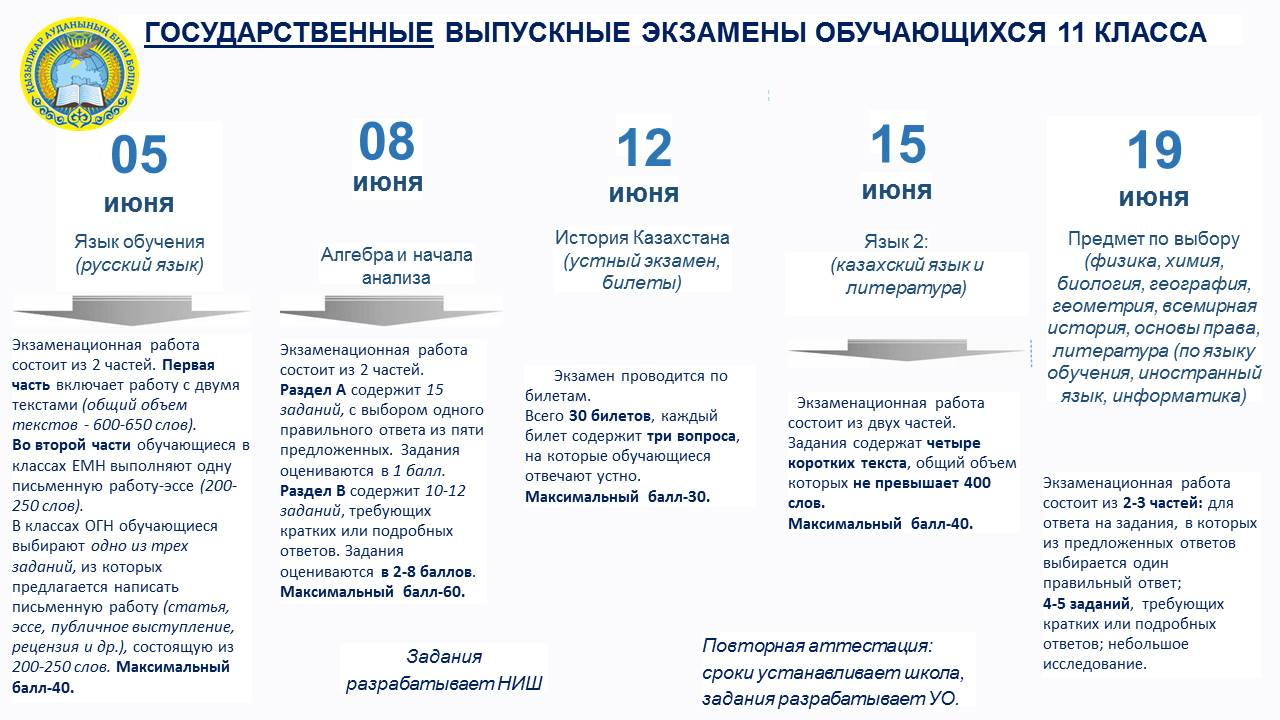 ГОСУДАРСТВЕННЫЕ ВЫПУСКНЫЕ ЭКЗАМЕНЫ ОБУЧАЮЩИХСЯ 11 КЛАССА
ҚЫЗЫЛЖАР АУДАНЫНЫҢ БІЛІМ БӨЛІМІ
05
июня
Язык обучения
(русский язык)
Экзаменационная работа
состоит из 2 частей. Первая
часть включает работу с двумя
текстами (общий объем
текстов - 600-650 слов).
Во второй части обучающиеся в
классах ЕМН выполняют одну
письменную работу-эссе (200-
250 слов).
В классах ОГН обучающиеся
выбирают одно из трех
заданий, из которых
предлагается написать
письменную работу (статья,
эссе, публичное выступление,
рецензия и др.), состоящую из
200-250 слов. Максимальный
балл-40.
08
июня
Алгебра и начала
анализа
Экзаменационная работа
состоит из 2 частей.
Раздел А содержит 15
заданий, с выбором одного
правильного ответа из пяти
предложенных. Задания
оцениваются в 1 балл.
Раздел В содержит 10-12
заданий, требующих
кратких или подробных
ответов. Задания
оцениваются в 2-8 баллов.
Максимальный балл-60.
12
июня
История Казахстана
(устный экзамен,
билеты)
Экзамен проводится по
билетам.
Всего 30 билетов, каждый
билет содержит три вопроса,
на которые обучающиеся
отвечают устно.
Максимальный балл-30.
15
июня
Язык 2:
(казахский язык и
литература)
Экзаменационная работа
состоит из двух частей.
Задания содержат четыре
коротких текста, общий объем
которых не превышает 400
слов.
Максимальный балл-40.
19
июня
Предмет по выбору
(физика, химия,
биология, география,
геометрия, всемирная
история, основы права,
литература (по языку
обучения, иностранный
язык, информатика)
Экзаменационная работа
состоит из 2-3 частей: для
ответа на задания, в которых
из предложенных ответов
выбирается один
правильный ответ;
4-5 заданий, требующих
кратких или подробных
ответов; небольшое
исследование.
Задания
разрабатывает НИШ
Повторная аттестация:
сроки устанавливает школа,
задания разрабатывает УО.